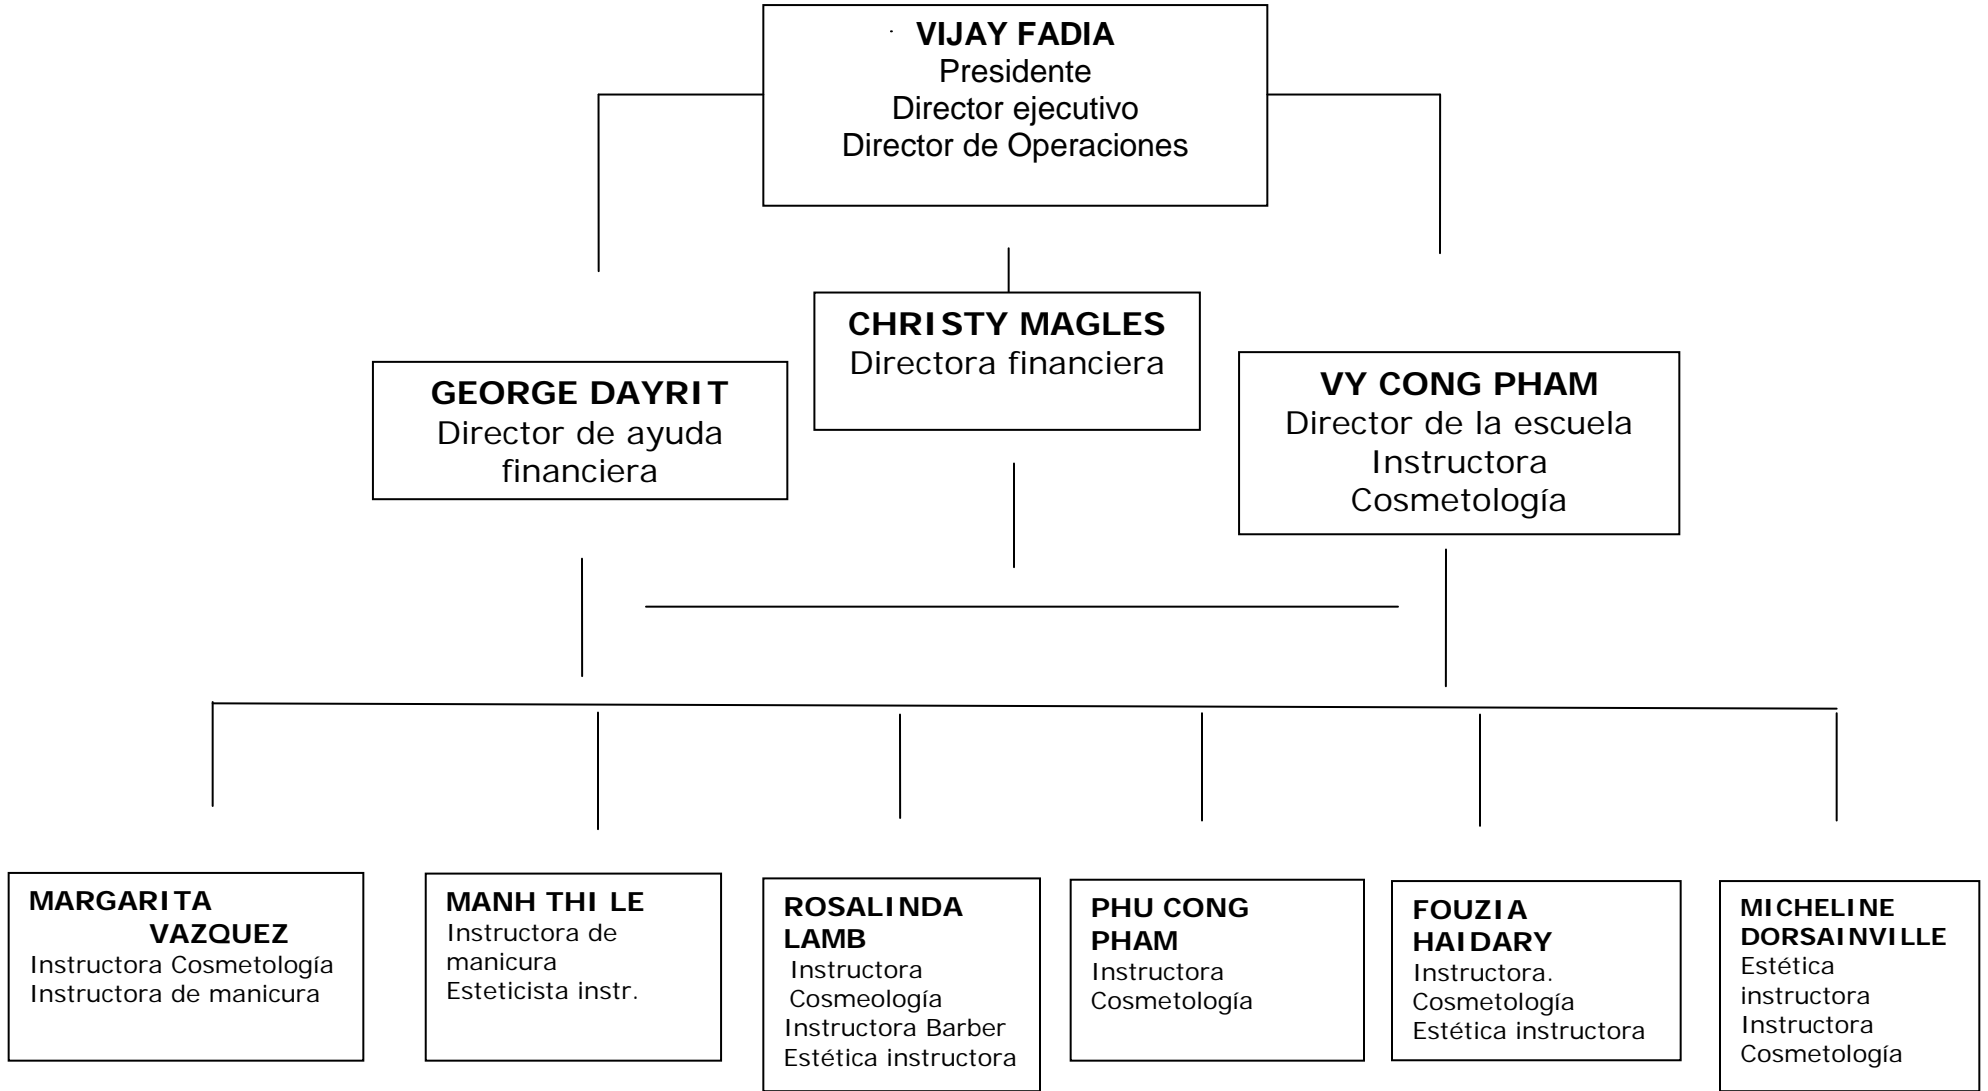 VIJAY FADIA
Presidente
Director ejecutivo
Director de Operaciones
CHRISTY MAGLES
Directora financiera
GEORGE DAYRIT
Director de ayuda
financiera
VY CONG PHAM
Director de la escuela
Instructora
Cosmetología
MARGARITA
VAZQUEZ
Instructora Cosmetología
Instructora de manicura
MANH THI LE
Instructora de
manicura
Esteticista instr.
ROSALINDA
LAMB
Instructora
Cosmeología
Instructora Barber
Estética instructora
PHU CONG
PHAM
Instructora
Cosmetología
FOUZIA
HAIDARY
Instructora.
Cosmetología
Estética instructora
MICHELINE
DORSAINVILLE
Estética
instructora
Instructora
Cosmetología